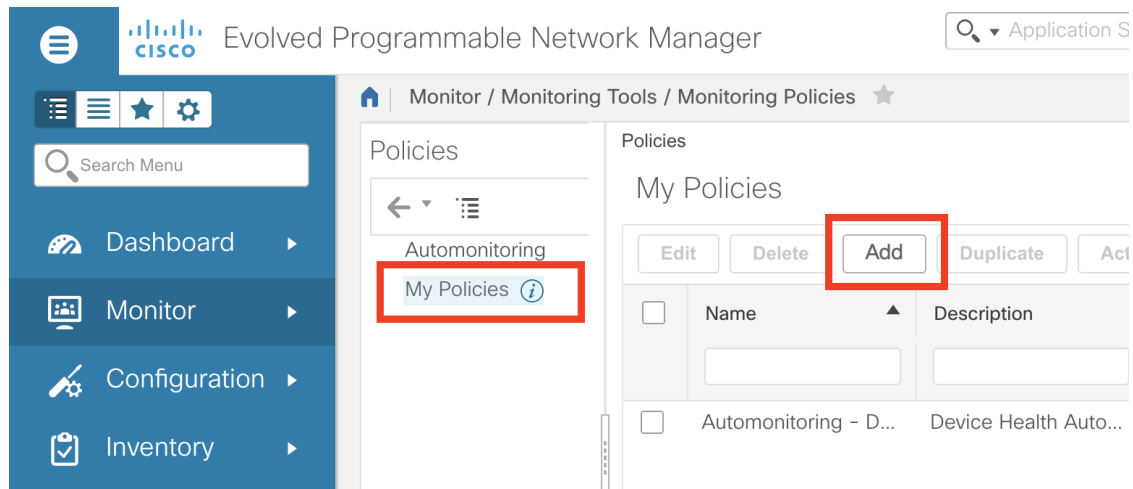 CISCO Evolved Programmable Network Manager
Application S
Monitor / Monitoring Tools / Monitoring Policies
Search Menu
Dashboard
Monitor
Configuration
Inventory
Policies
Automonitoring
My Policies
Policies
My Policies
Edit Delete Add Duplicate Act
Name Description
Automonitoring - D... Device Health Auto...